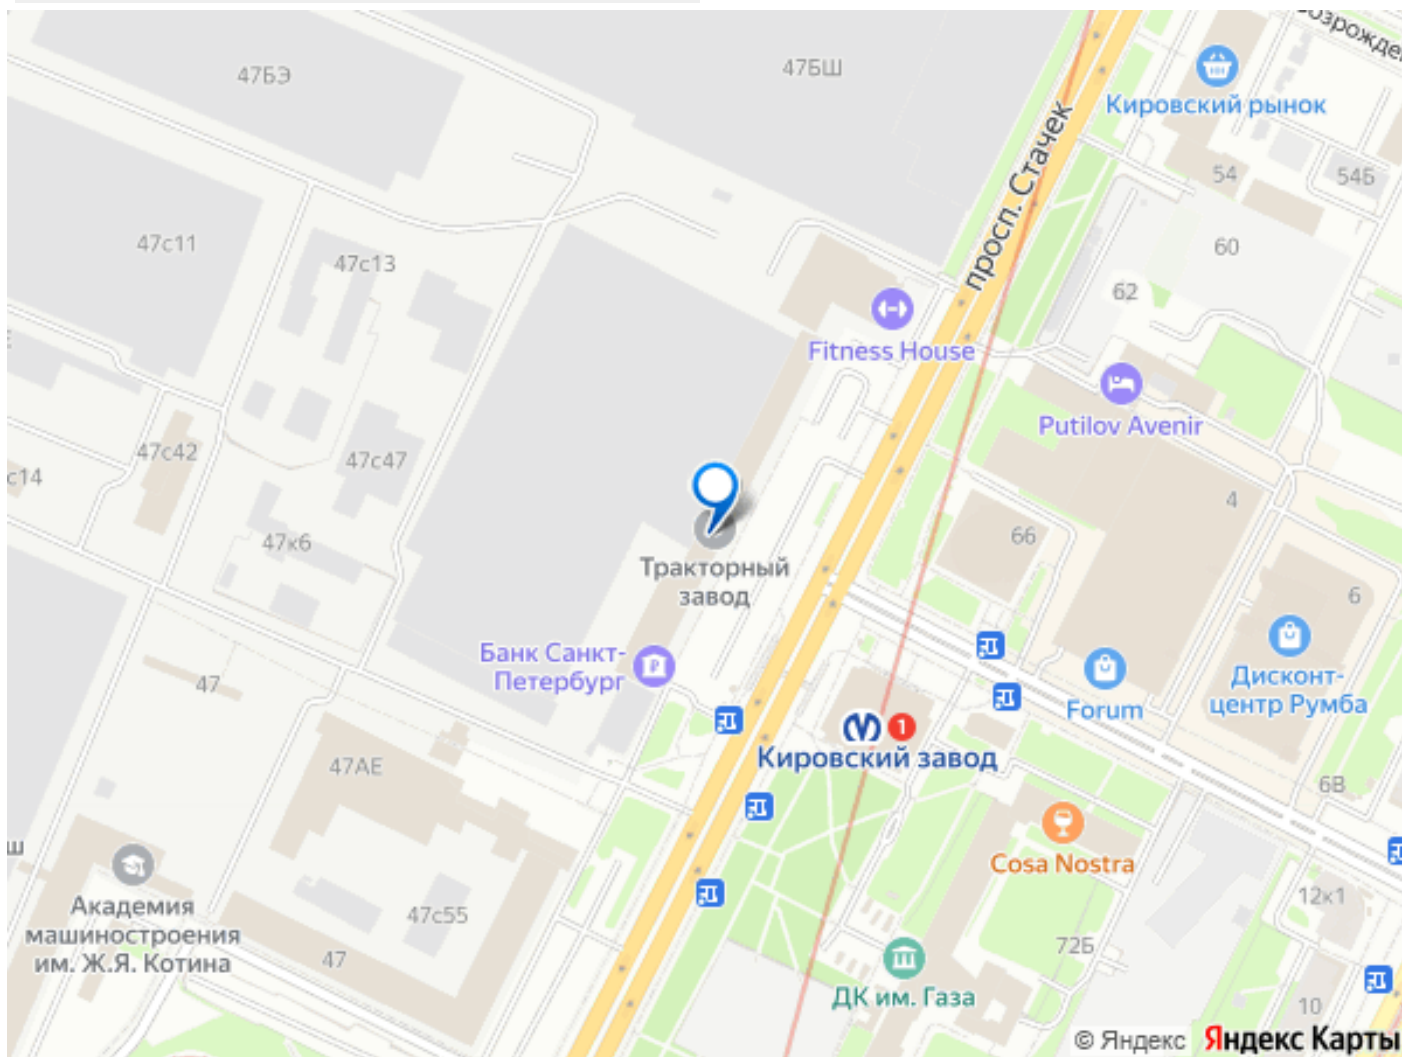 Возрожде
47БЭ
47БШ
просп. Стачек
Кировский рынок
54
54Б
47с11
47с13
60
62
Fitness House
Putilov Avenir
47с42
47с47
с14
4
66
47к6
Тракторный
завод
6
Банк Санкт-
Петербург
47
Forum
Дисконт-
центр Румба
1
Кировский завод
47АЕ
6В
ш
Cosa Nostra
Академия
машиностроения
им. Ж.Я. Котина
47с55
47
12к1
72Б
ДК им. Газа
10
© Яндекс Яндекс Карты